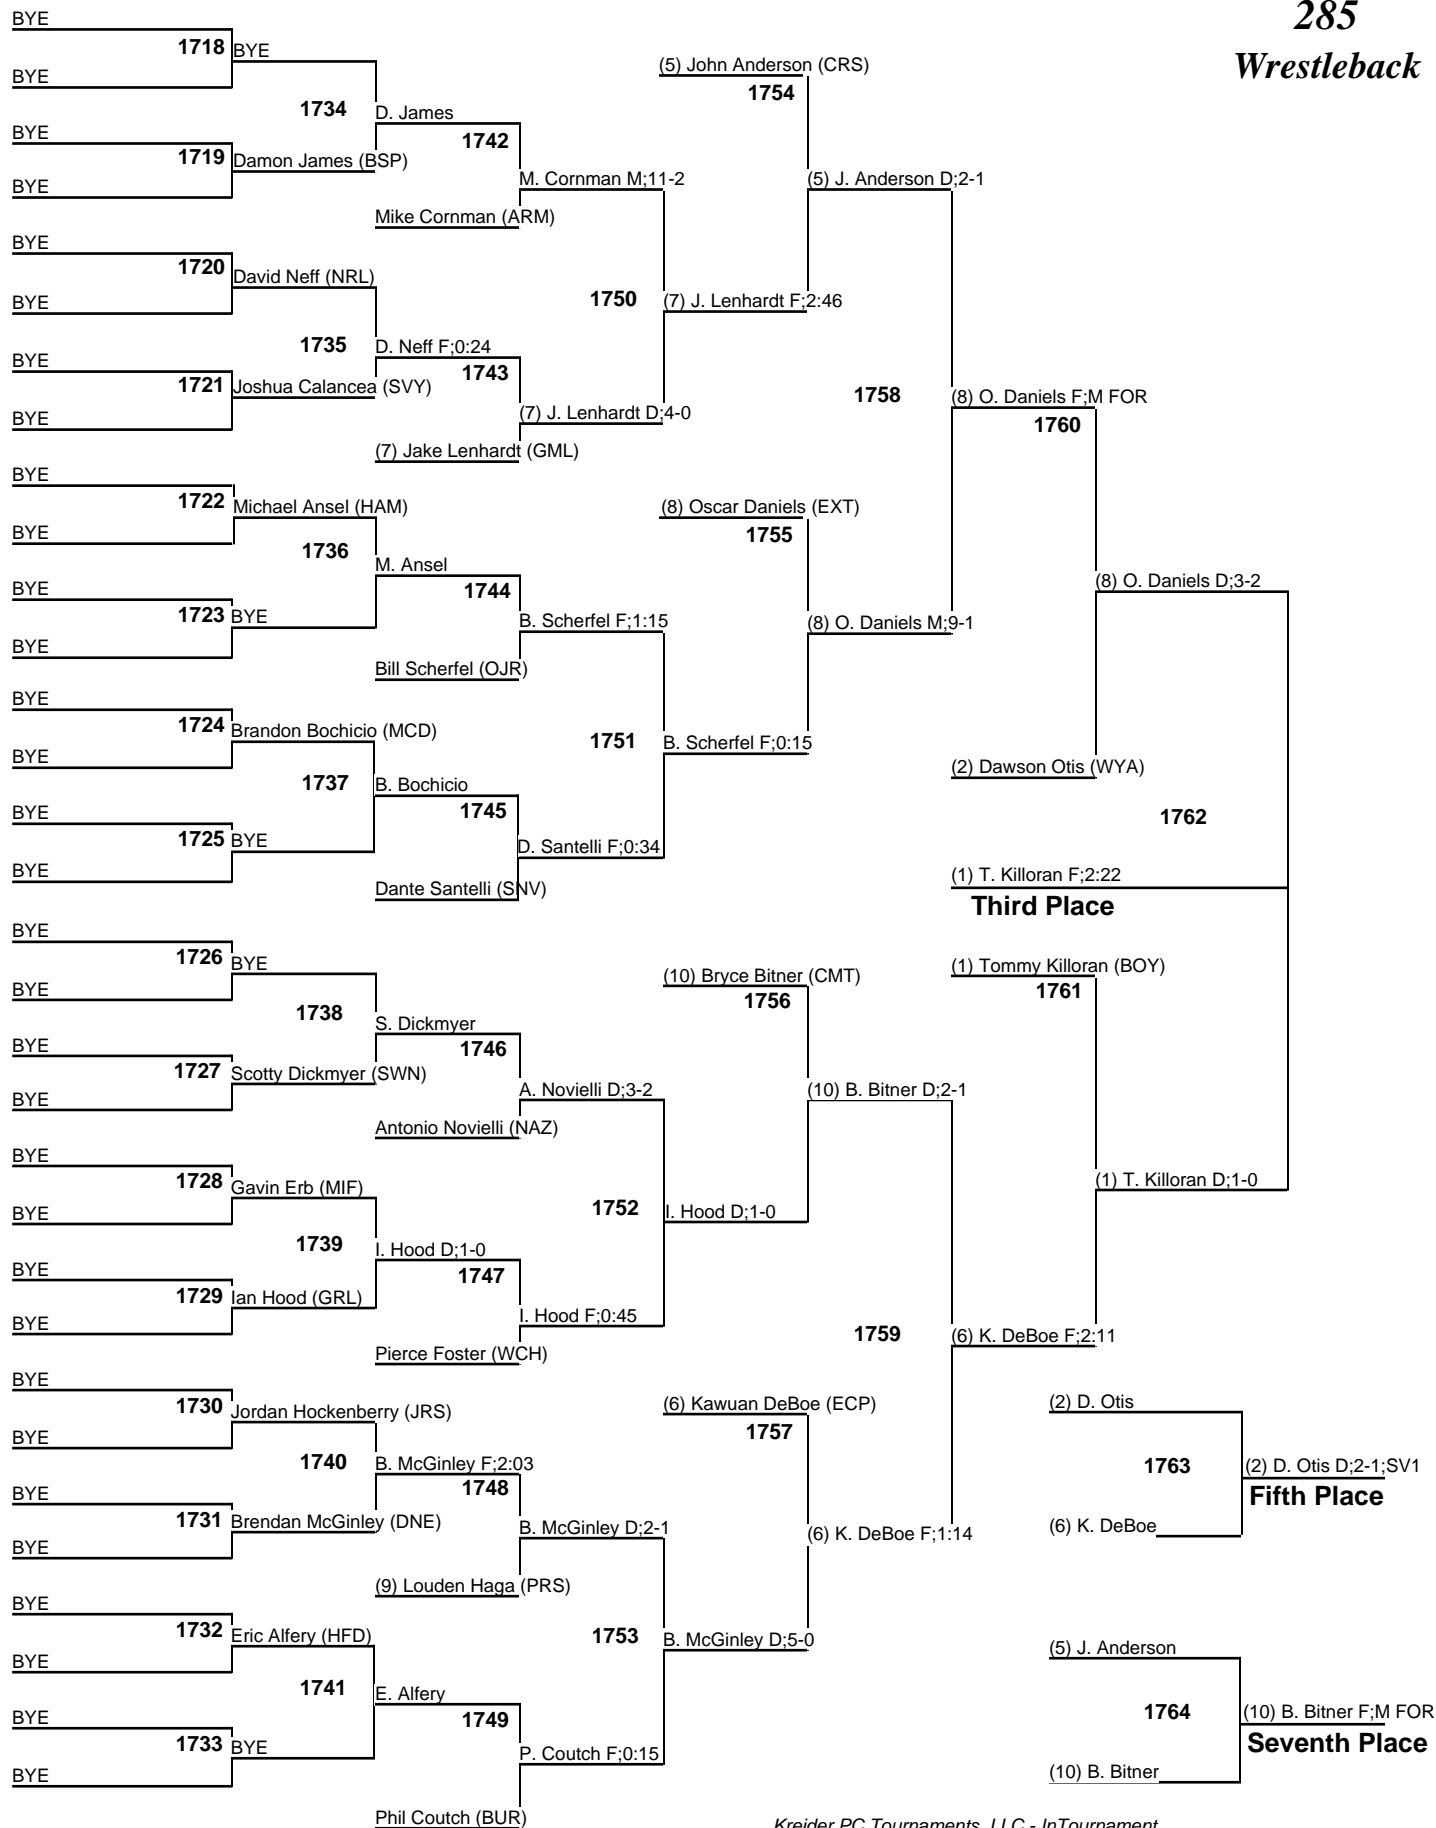 285
Wrestleback
BYE
1718 BYE
BYE
1734
D. James
1742
BYE
1719 Damon James (BSP)
BYE
M. Cornman M;11-2
Mike Cornman (ARM)
(5) John Anderson (CRS)
1754
(5) J. Anderson D;2-1
BYE
1720 David Neff (NRL)
BYE
1750
(7) J. Lenhardt F;2:46
1735
D. Neff F;0:24
1743
BYE
1721 Joshua Calancea (SVY)
BYE
(7) J. Lenhardt D;4-0
(7) Jake Lenhardt (GML)
1758
(8) O. Daniels F;M FOR
1760
BYE
1722 Michael Ansel (HAM)
BYE
1736
M. Ansel
1744
BYE
1723 BYE
BYE
B. Scherfel F;1:15
Bill Scherfel (OJR)
(8) Oscar Daniels (EXT)
1755
(8) O. Daniels M;9-1
(8) O. Daniels D;3-2
BYE
1724 Brandon Bochicio (MCD)
BYE
1751
B. Scherfel F;0:15
1737
B. Bochicio
1745
BYE
1725 BYE
BYE
D. Santelli F;0:34
Dante Santelli (SNV)
(2) Dawson Otis (WYA)
1762
(1) T. Killoran F;2:22
Third Place
BYE
1726 BYE
BYE
1738
S. Dickmyer
1746
BYE
1727 Scotty Dickmyer (SWN)
BYE
A. Novielli D;3-2
Antonio Novielli (NAZ)
(10) Bryce Bitner (CMT)
1756
(10) B. Bitner D;2-1
(1) Tommy Killoran (BOY)
1761
(1) T. Killoran D;1-0
BYE
1728 Gavin Erb (MIF)
BYE
1752
I. Hood D;1-0
1739
I. Hood D;1-0
1747
BYE
1729 Ian Hood (GRL)
BYE
I. Hood F;0:45
Pierce Foster (WCH)
1759
(6) K. DeBoe F;2:11
BYE
1730 Jordan Hockenberry (JRS)
BYE
1740
B. McGinley F;2:03
1748
BYE
1731 Brendan McGinley (DNE)
BYE
B. McGinley D;2-1
(9) Louden Haga (PRS)
(6) Kawuan DeBoe (ECP)
1757
(6) K. DeBoe F;1:14
(2) D. Otis
1763
(2) D. Otis D;2-1;SV1
Fifth Place
(6) K. DeBoe
BYE
1732 Eric Alfery (HFD)
BYE
1753
B. McGinley D;5-0
1741
E. Alfery
1749
BYE
1733 BYE
BYE
P. Coutch F;0:15
Phil Coutch (BUR)
(5) J. Anderson
1764
(10) B. Bitner F;M FOR
Seventh Place
(10) B. Bitner
Kreider PC Tournaments, LLC - InTournament